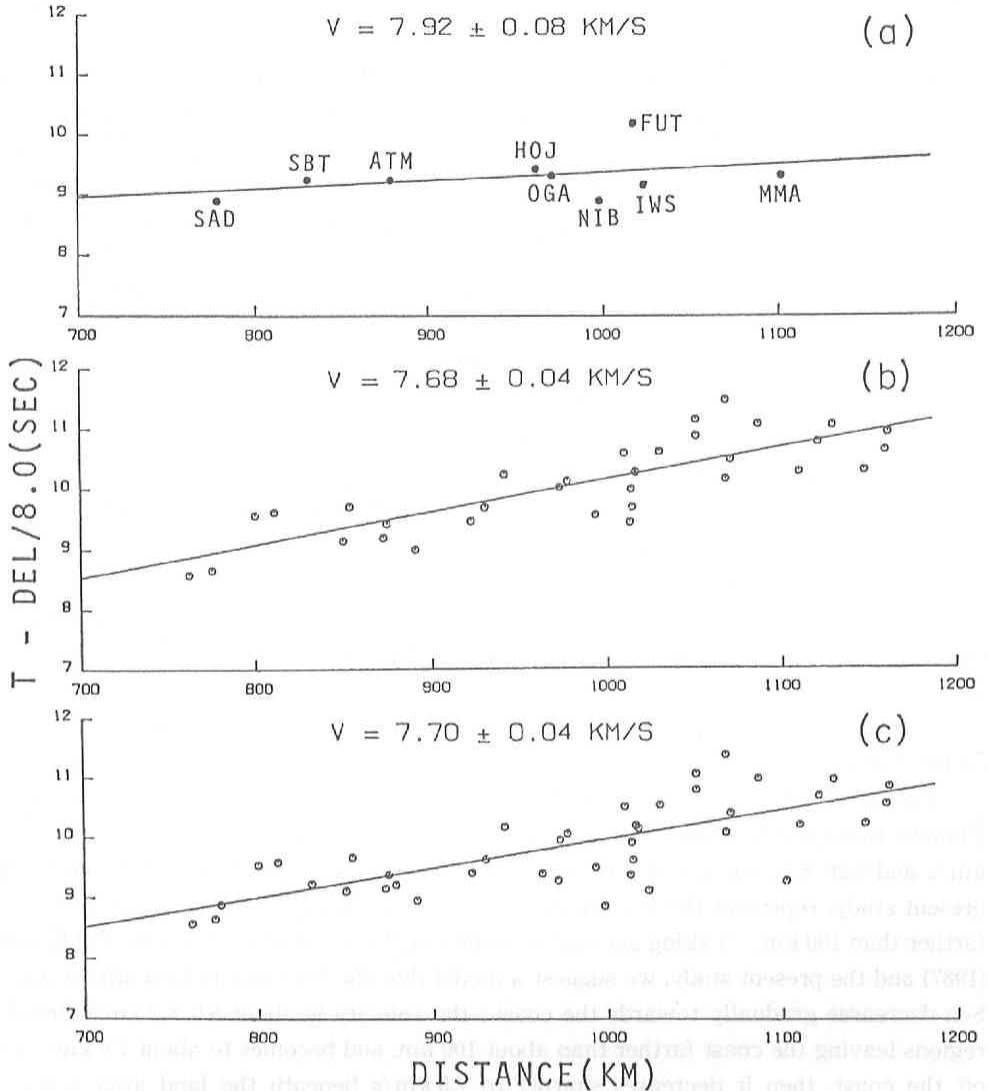 V = 7.92 ± 0.08 KM/S
(a)
12
11
10
9
8
7
SAD
SBT
ATM
HOJ
OGA
NIB
FUT
IWS
MMA
700 800 900 1000 1100 1200
V = 7.68 ± 0.04 KM/S
(b)
12
11
10
9
8
7
700 800 900 1000 1100 1200
T - DEL/8.0(SEC)
V = 7.70 ± 0.04 KM/S
(c)
12
11
10
9
8
7
700 800 900 1000 1100 1200
DISTANCE(KM)